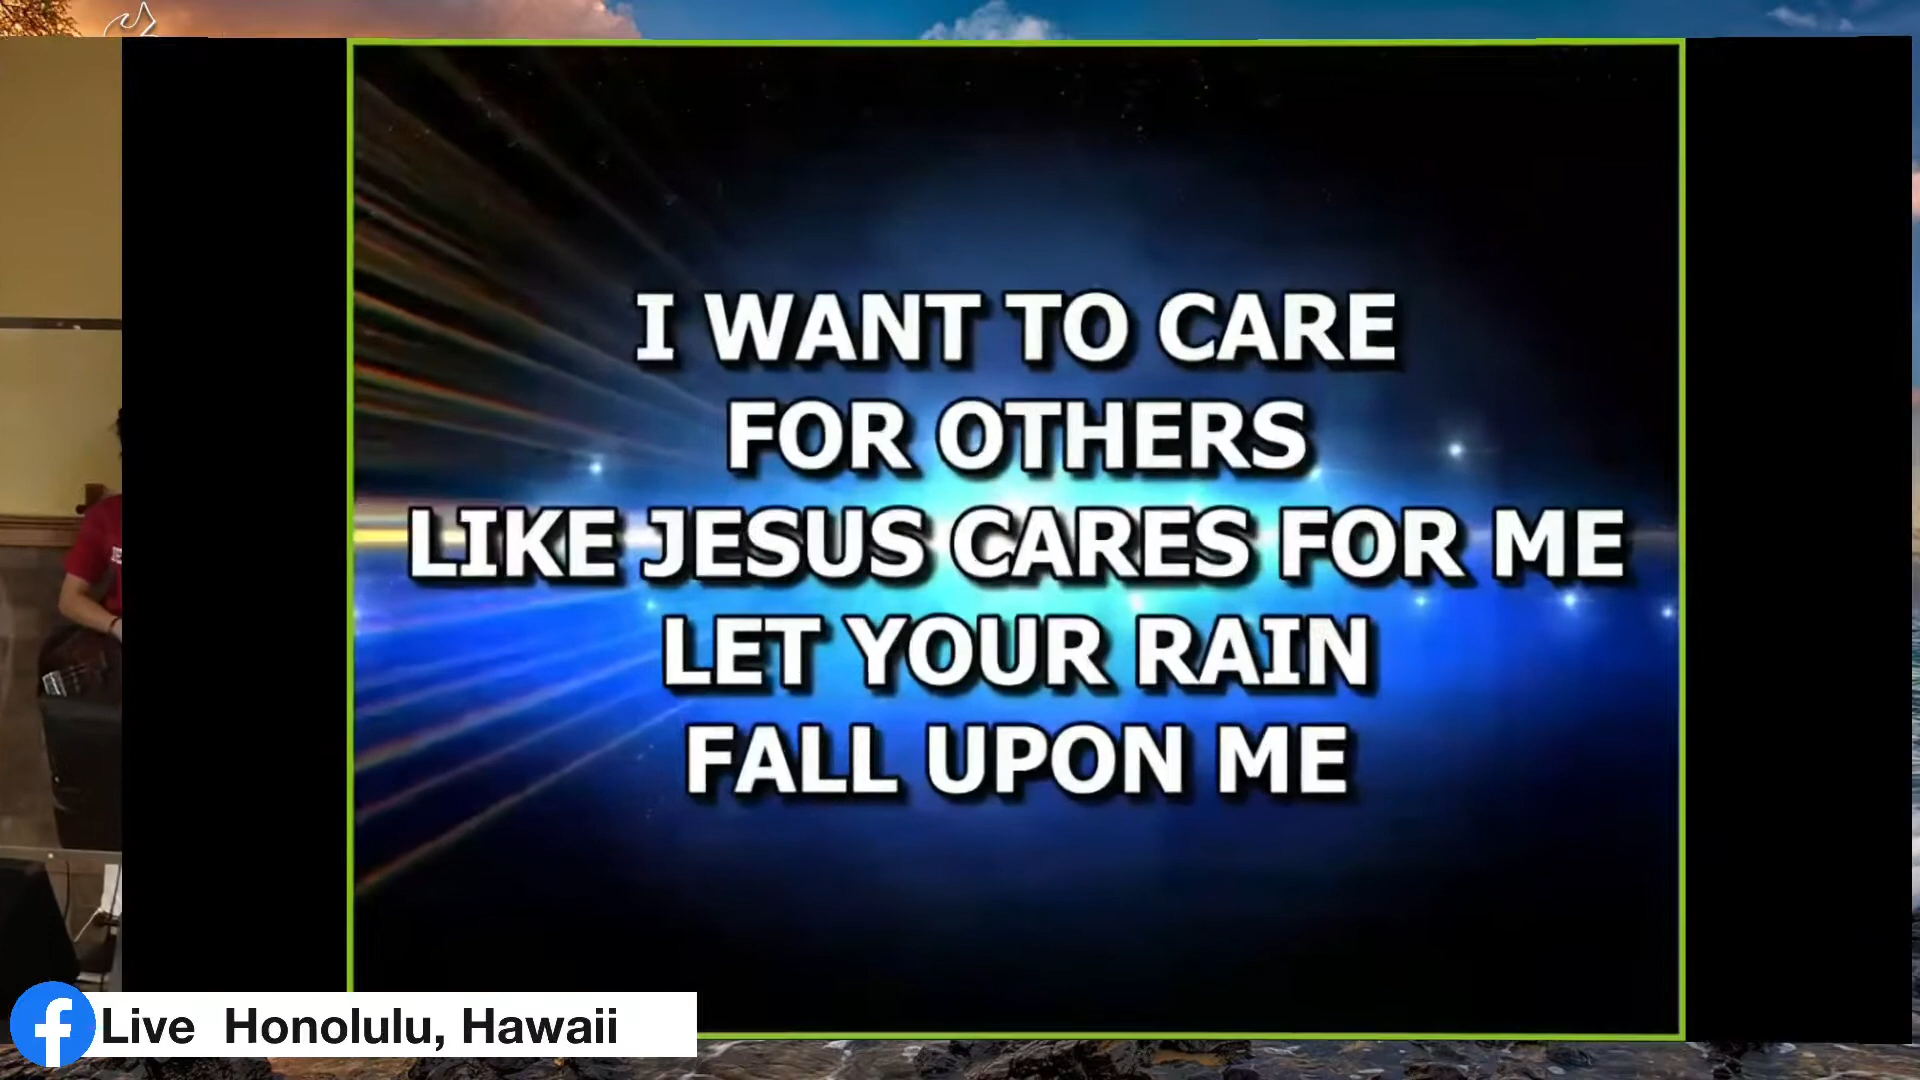 I WANT TO CARE
FOR OTHERS
LIKE JESUS CARES FOR ME
LET YOUR RAIN
FALL UPON ME
Live Honolulu, Hawaii